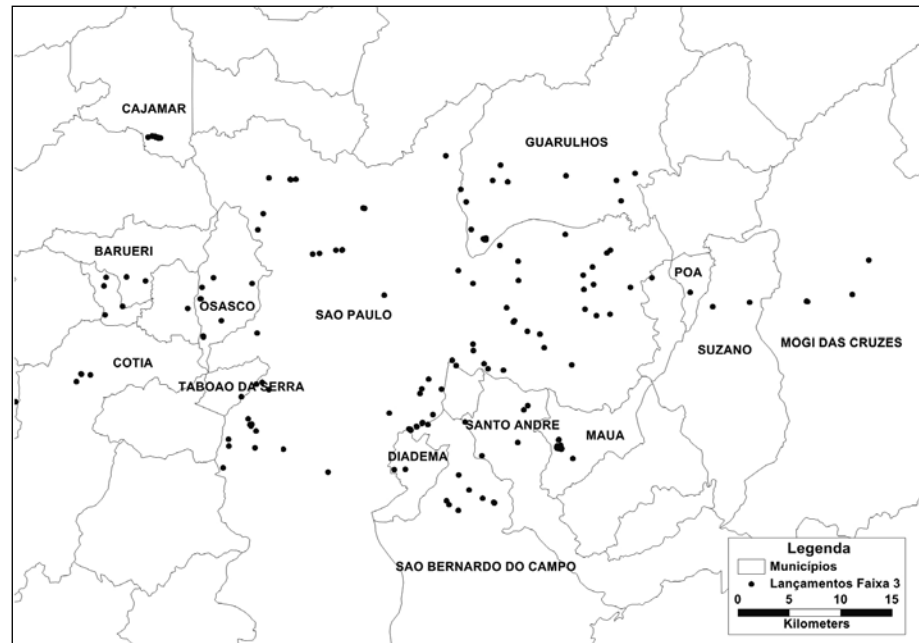 CAJAMAR
GUARULHOS
BARUERI
POA
OSASCO
SAO PAULO
MOGI DAS CRUZES
SUZANO
COTIA
TABOAO DA SERRA
SANTO ANDRE
MAUA
DIADEMA
SAO BERNARDO DO CAMPO
Legenda
Municípios
Lançamentos Faixa 3
0 5 10 15
Kilometers